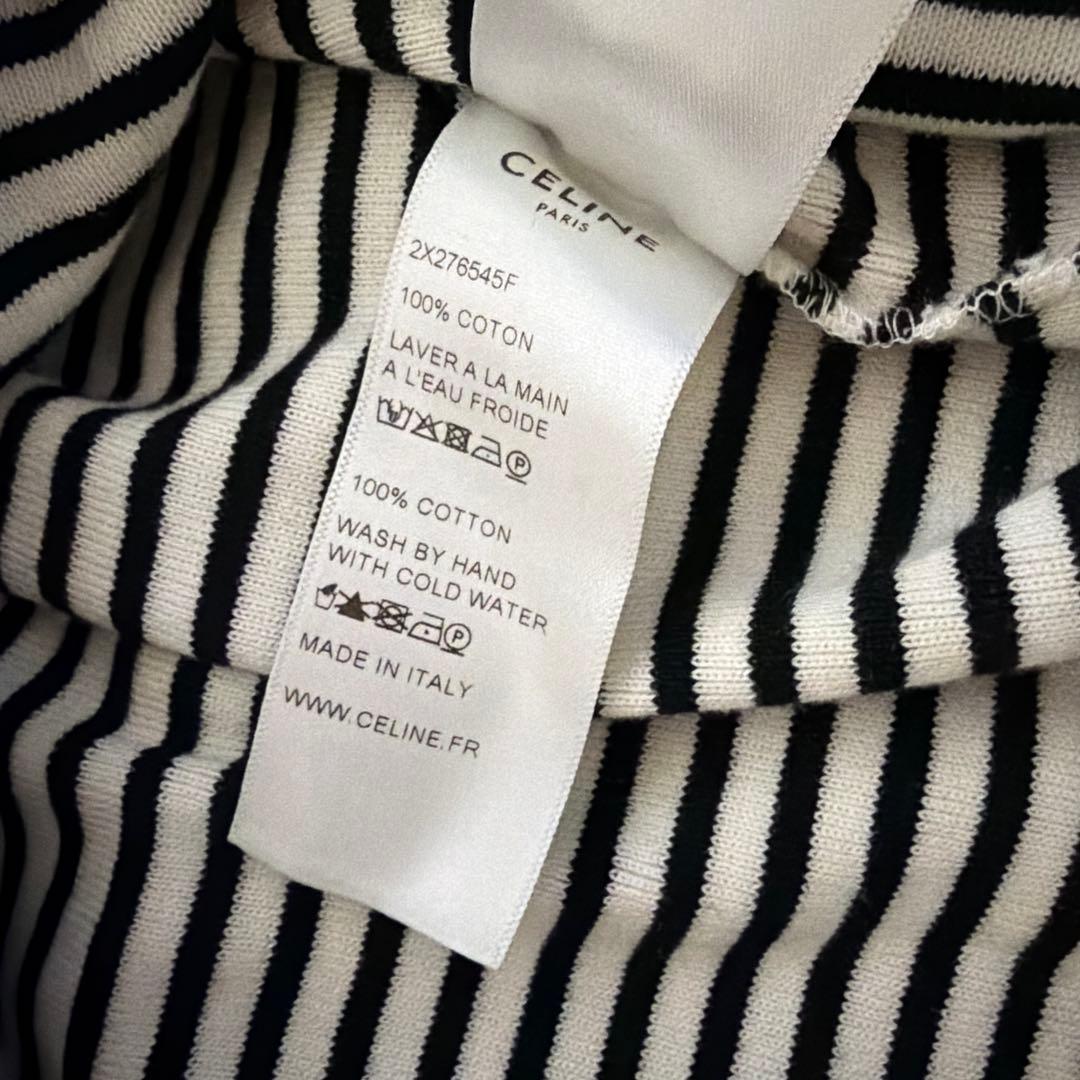 CELINE
PARIS
2X276545F
100% COTON
LAVER A LA MAIN
A L'EAU FROIDE
P
100% COTTON
WASH BY HAND
WITH COLD WATER
P
MADE IN ITALY
WWW.CELINE.FR